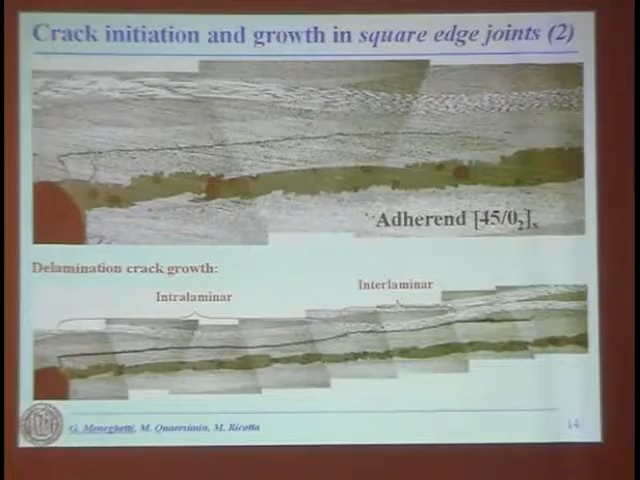 Crack initiation and growth in square edge joints (2)
Adherend [45/0₂]ₛ
Delamination crack growth:
Interlaminar
Intralaminar
G. Meneghetti, M. Quaresimin, M. Ricotta
14